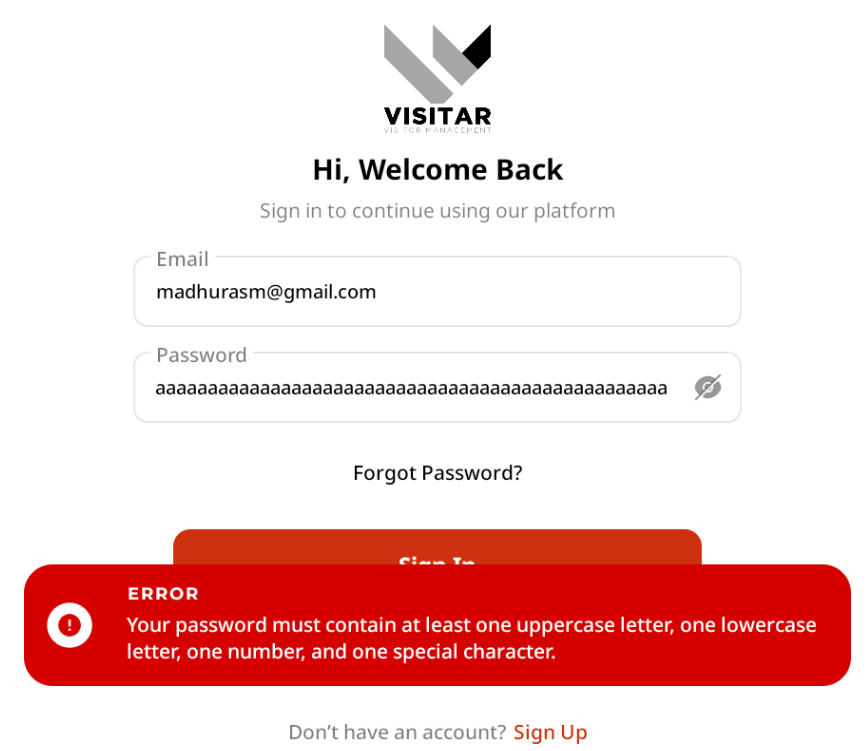 VISITAR
VISITOR MANAGEMENT
Hi, Welcome Back
Sign in to continue using our platform
Email
madhurasm@gmail.com
Password
aaaaaaaaaaaaaaaaaaaaaaaaaaaaaaaaaaaaaaaaaaaaaaaaa
Forgot Password?
Sign In
ERROR
Your password must contain at least one uppercase letter, one lowercase
letter, one number, and one special character.
Don’t have an account? Sign Up